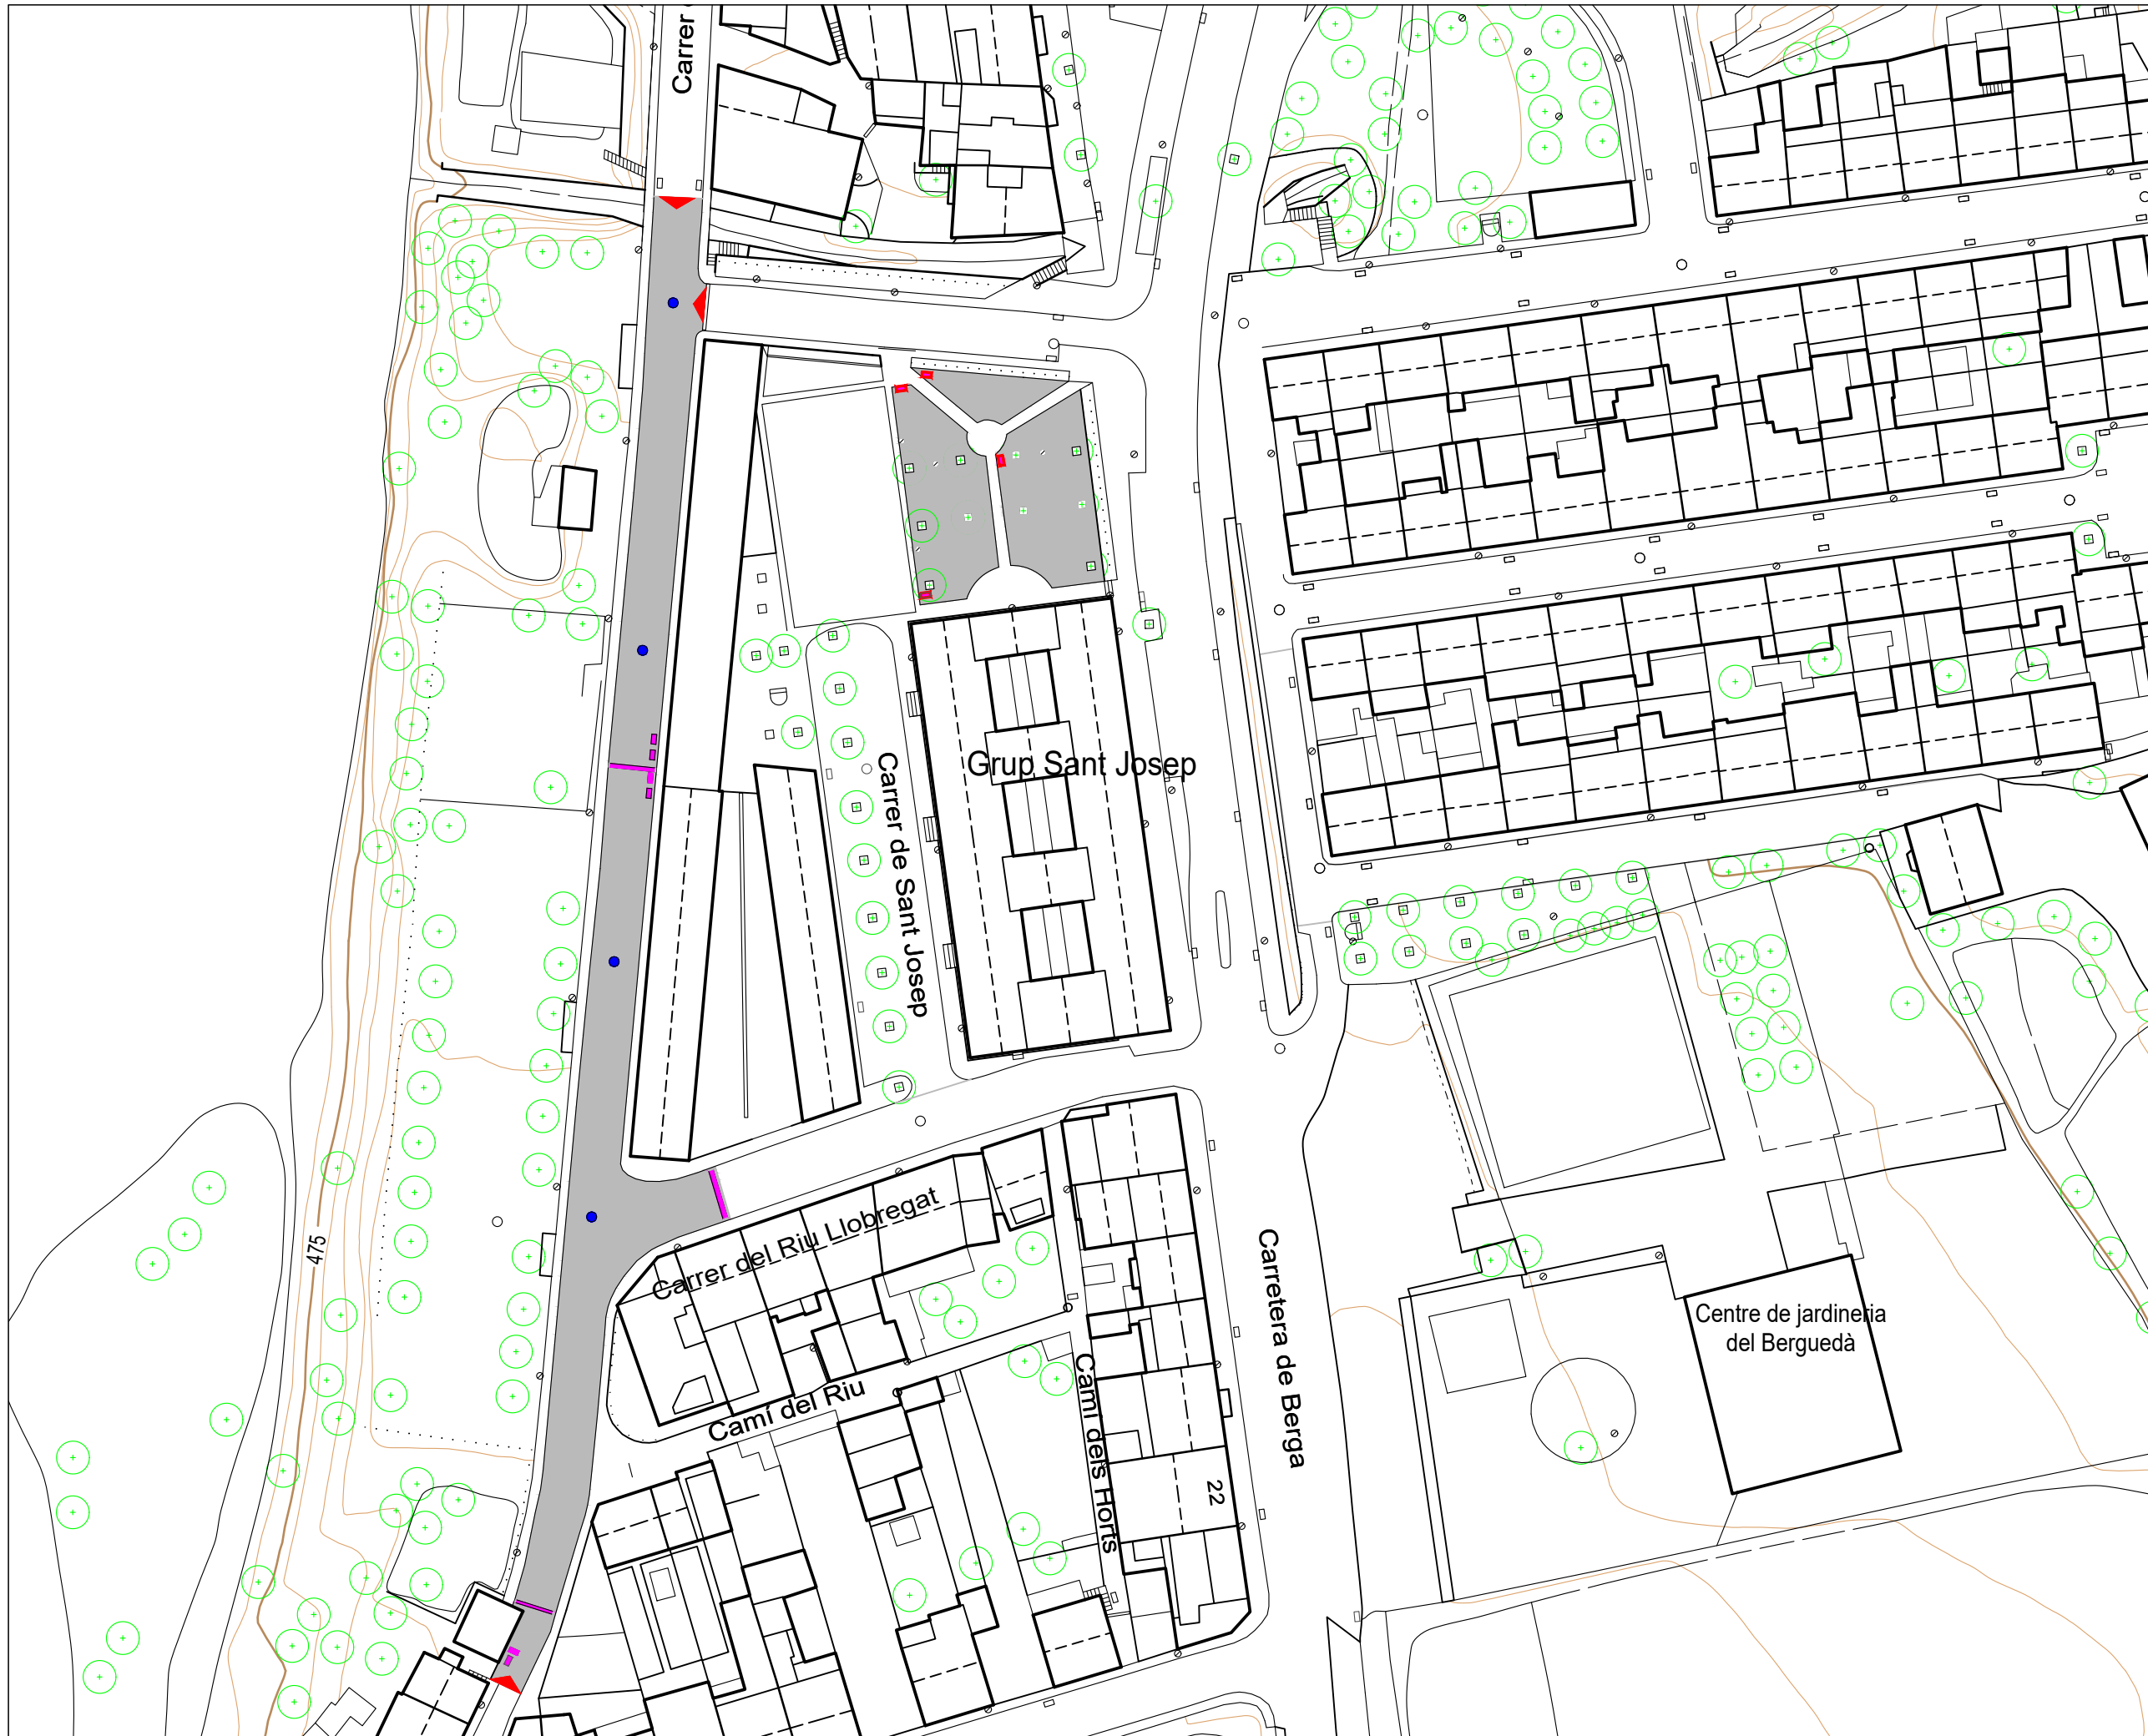 Carrer
Grup Sant Josep
Carrer de Sant Josep
475
Carrer del Riu Llobregat
Carretera de Berga
Centre de jardineria
del Berguedà
Camí del Riu
Camí dels Horts
22